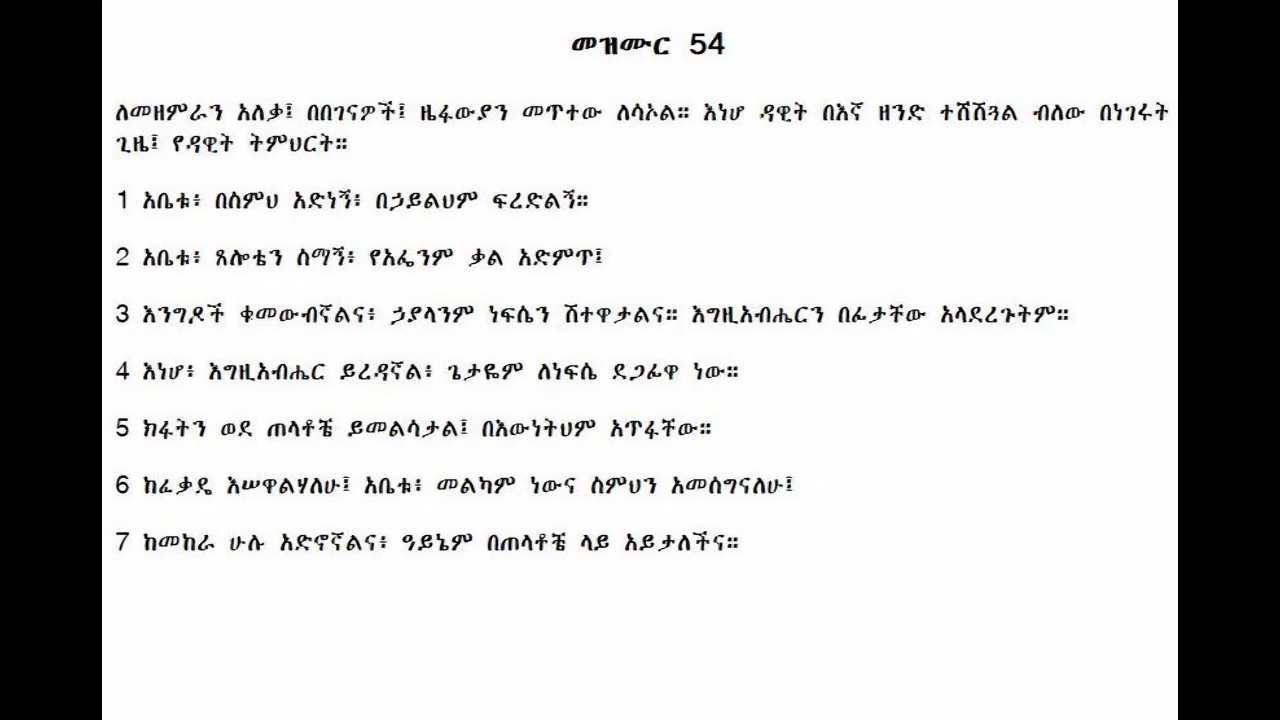 መዝሙር 54
ለመዘምራን አለቃ፤ በበገናዎች፤ ዜፋውያን መጥተው ለሳኦል። እነሆ ዳዊት በእኛ ዘንድ ተሸሽጓል ብለው በነገሩት
ጊዜ፤ የዳዊት ትምህርት።
1 አቤቱ፥ በስምህ አድነኝ፥ በኃይልህም ፍረድልኝ።
2 አቤቱ፥ ጸሎቴን ስማኝ፥ የአፌንም ቃል አድምጥ፤
3 እንግዶች ቁመውብኛልና፥ ኃያላንም ነፍሴን ሽተዋታልና። እግዚአብሔርን በፊታቸው አላደረጉትም።
4 እነሆ፥ እግዚአብሔር ይረዳኛል፥ ጌታዬም ለነፍሴ ደጋፊዋ ነው።
5 ክፋትን ወደ ጠላቶቼ ይመልሳታል፤ በእውነትህም አጥፋቸው።
6 ከፈቃዴ እሠዋልሃለሁ፤ አቤቱ፥ መልካም ነውና ስምህን አመሰግናለሁ፤
7 ከመከራ ሁሉ አድኖኛልና፥ ዓይኔም በጠላቶቼ ላይ አይታለችና።